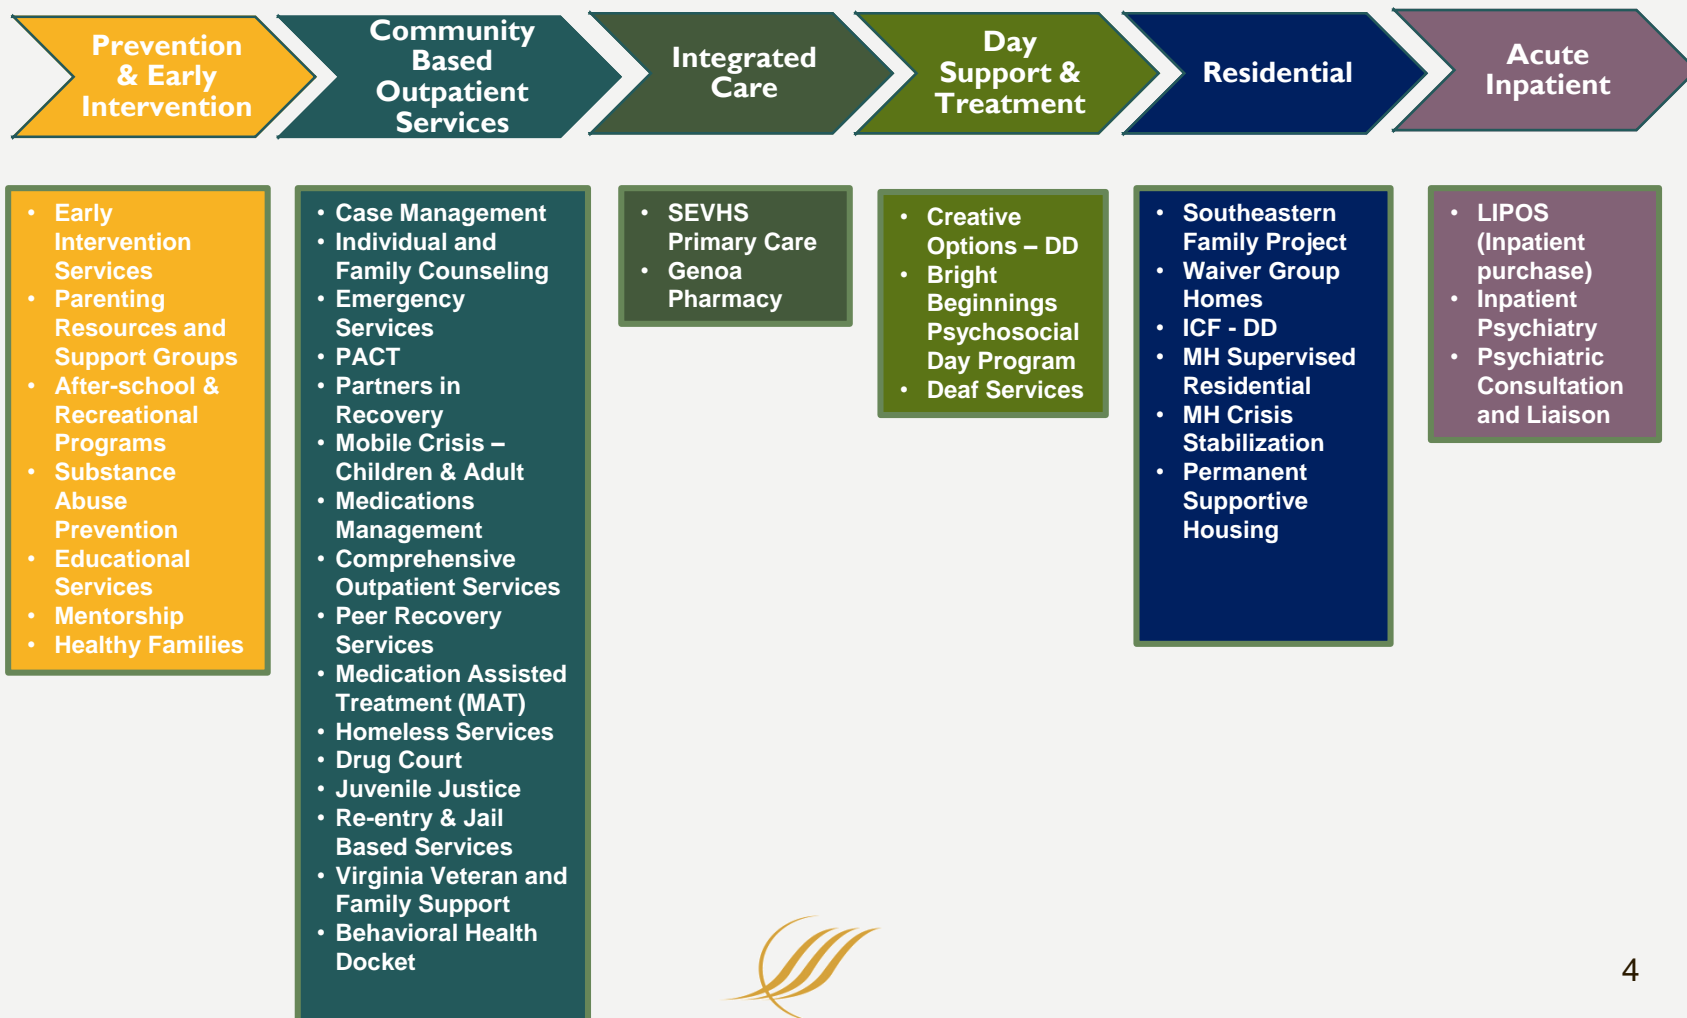 Prevention
& Early
Intervention
Community
Based
Outpatient
Services
Integrated
Care
Day
Support &
Treatment
Residential
Acute
Inpatient
• Early
Intervention
Services
• Parenting
Resources and
Support Groups
• After-school &
Recreational
Programs
• Substance
Abuse
Prevention
• Educational
Services
• Mentorship
• Healthy Families
• Case Management
• Individual and
Family Counseling
• Emergency
Services
• PACT
• Partners in
Recovery
• Mobile Crisis –
Children & Adult
• Medications
Management
• Comprehensive
Outpatient Services
• Peer Recovery
Services
• Medication Assisted
Treatment (MAT)
• Homeless Services
• Drug Court
• Juvenile Justice
• Re-entry & Jail
Based Services
• Virginia Veteran and
Family Support
• Behavioral Health
Docket
• SEVHS
Primary Care
• Genoa
Pharmacy
• Creative
Options – DD
• Bright
Beginnings
Psychosocial
Day Program
• Deaf Services
• Southeastern
Family Project
• Waiver Group
Homes
• ICF - DD
• MH Supervised
Residential
• MH Crisis
Stabilization
• Permanent
Supportive
Housing
• LIPOS
(Inpatient
purchase)
• Inpatient
Psychiatry
• Psychiatric
Consultation
and Liaison
4